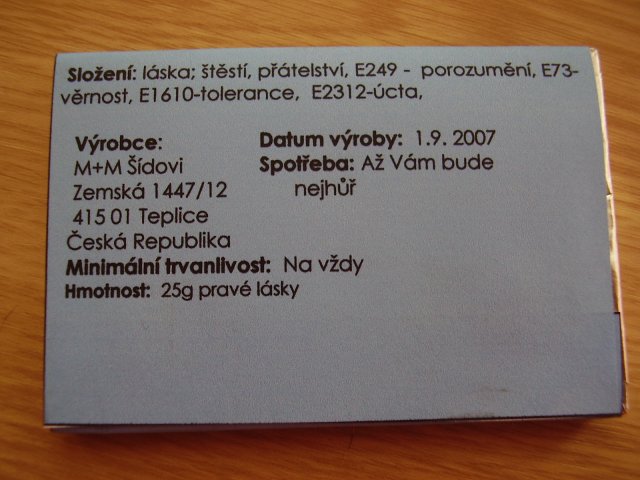 Složení: láska; štěstí, přátelství, E249 - porozumění, E73-
věrnost, E1610-tolerance, E2312-úcta,
Výrobce:
M+M Šídovi
Zemská 1447/12
415 01 Teplice
Česká Republika
Datum výroby: 1.9. 2007
Spotřeba: Až Vám bude
nejhůř
Minimální trvanlivost: Na vždy
Hmotnost: 25g pravé lásky